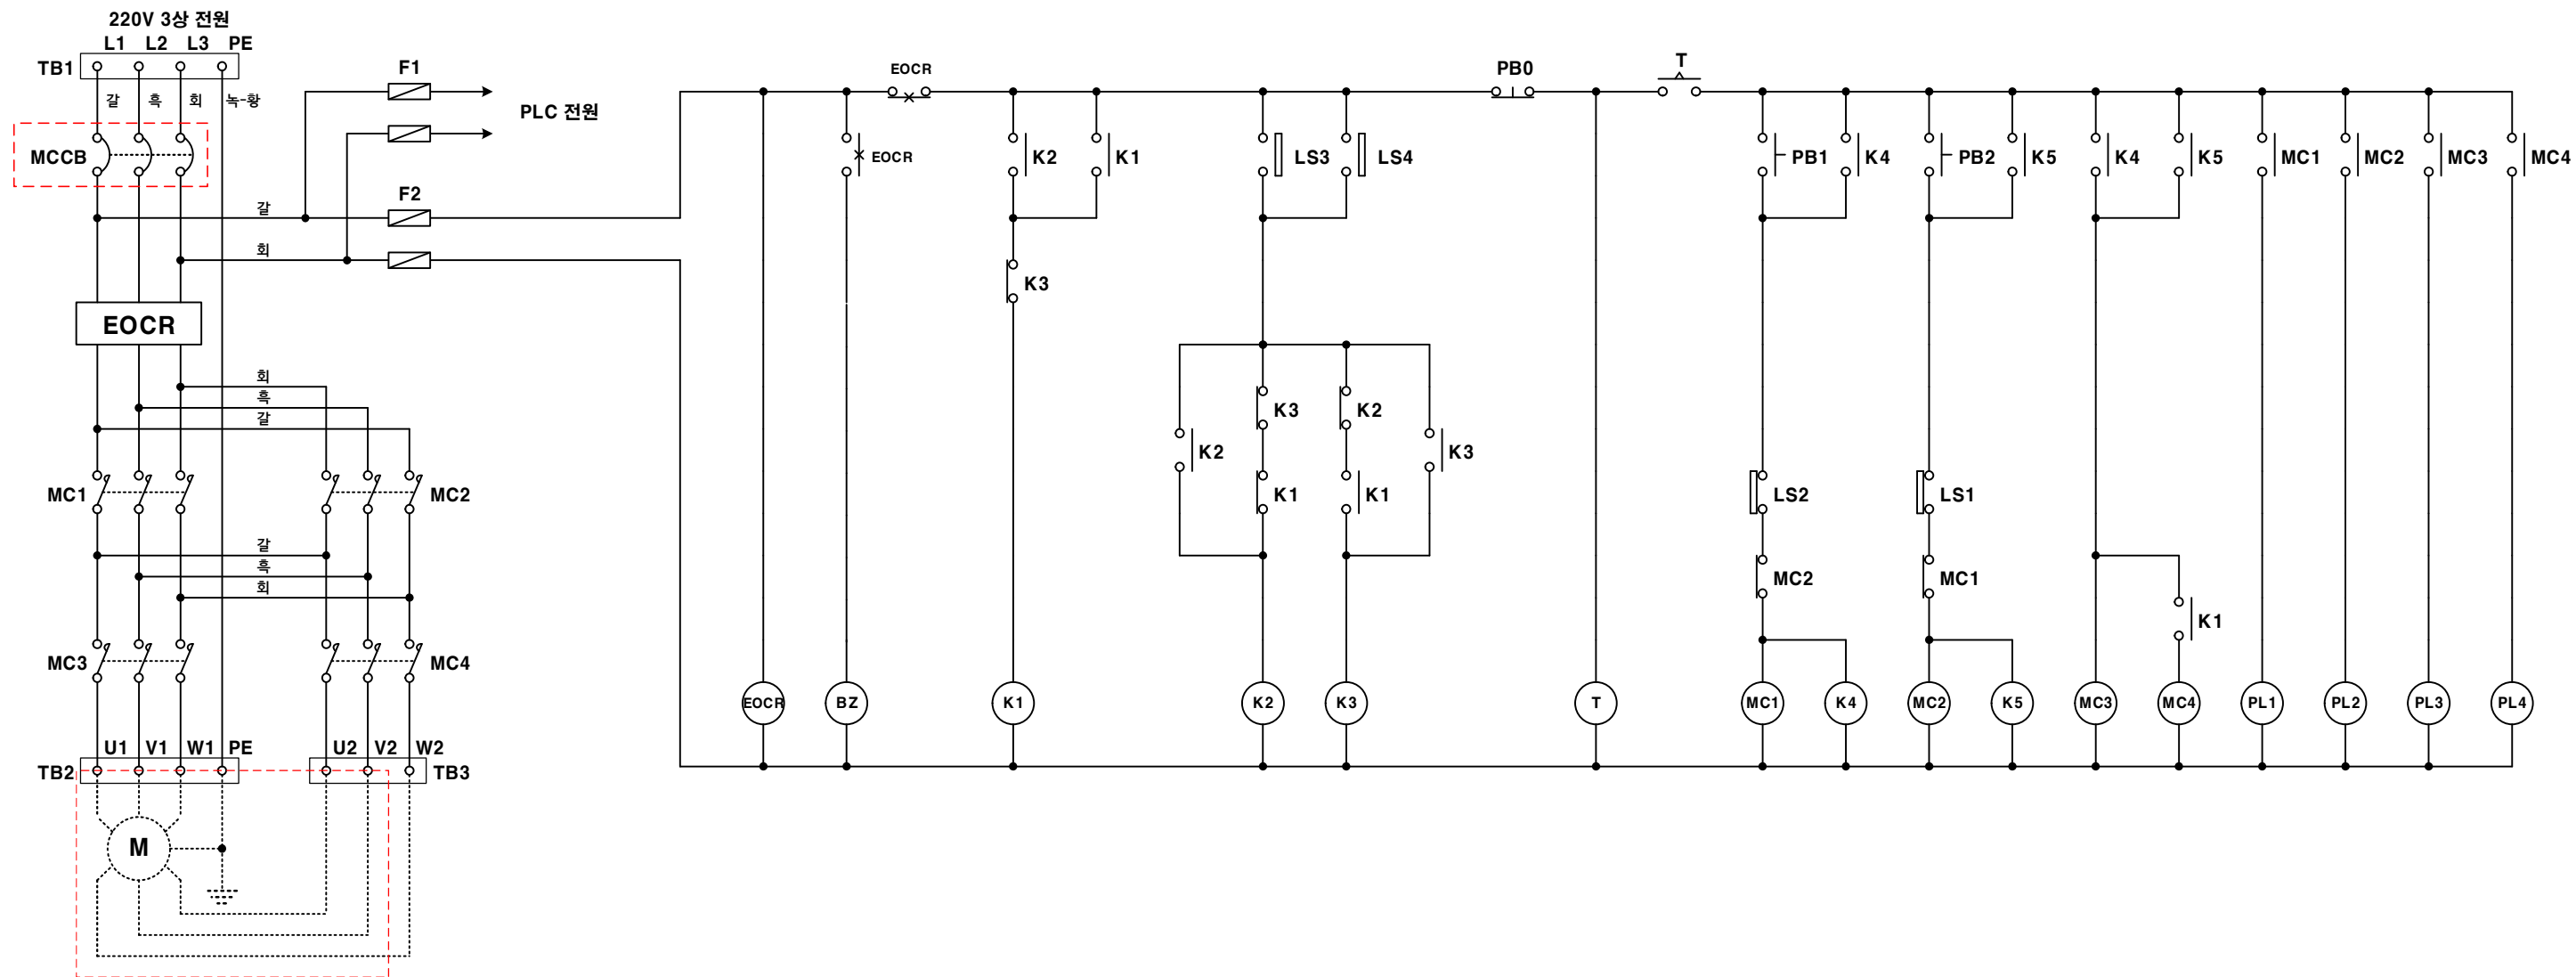 220V 3상 전원
L1 L2 L3 PE
TB1
갈 흑 회 녹-황
F1
PLC 전원
MCCB
F2
갈
회
EOCR
회
흑
갈
MC1 MC2
갈
흑
회
MC3 MC4
U1 V1 W1 PE U2 V2 W2
TB2 TB3
M
EOCR PB0 T
EOCR K2 K1 LS3 LS4 PB1 K4 PB2 K5 K4 K5 MC1 MC2 MC3 MC4
K3
K3 K2
K2 K3
K1 K1 LS2 LS1
MC2 MC1
K1
EOCR BZ K1 K2 K3 T MC1 K4 MC2 K5 MC3 MC4 PL1 PL2 PL3 PL4